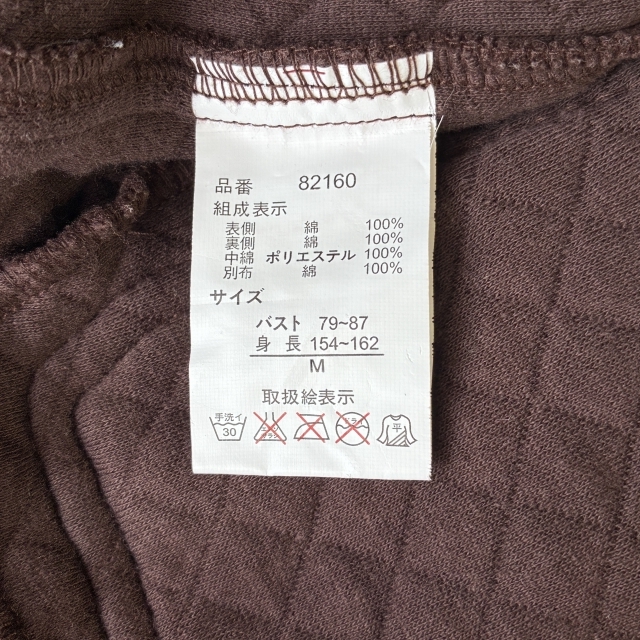 品番 82160
組成表示
表側 綿 100%
裏側 綿 100%
中綿 ポリエステル 100%
別布 綿 100%
サイズ
バスト 79~87
身長 154~162
M
取扱絵表示
手洗イ 30 平